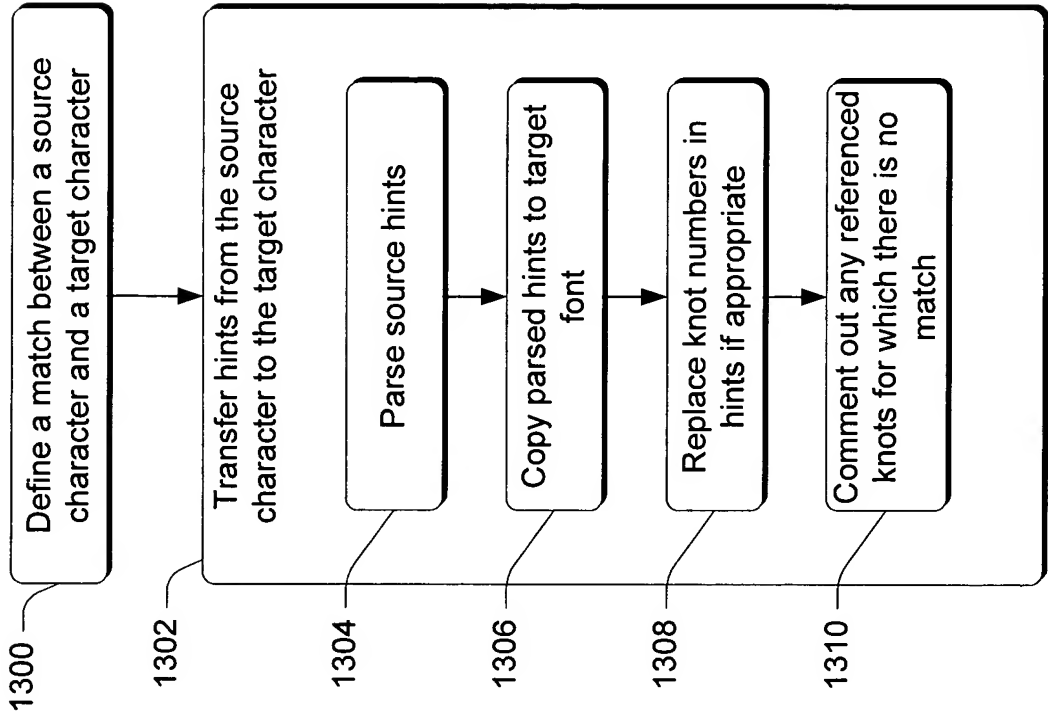 1300
Define a match between a source
character and a target character
1302
Transfer hints from the source
character to the target character
1304
Parse source hints
1306
Copy parsed hints to target
font
1308
Replace knot numbers in
hints if appropriate
1310
Comment out any referenced
knots for which there is no
match